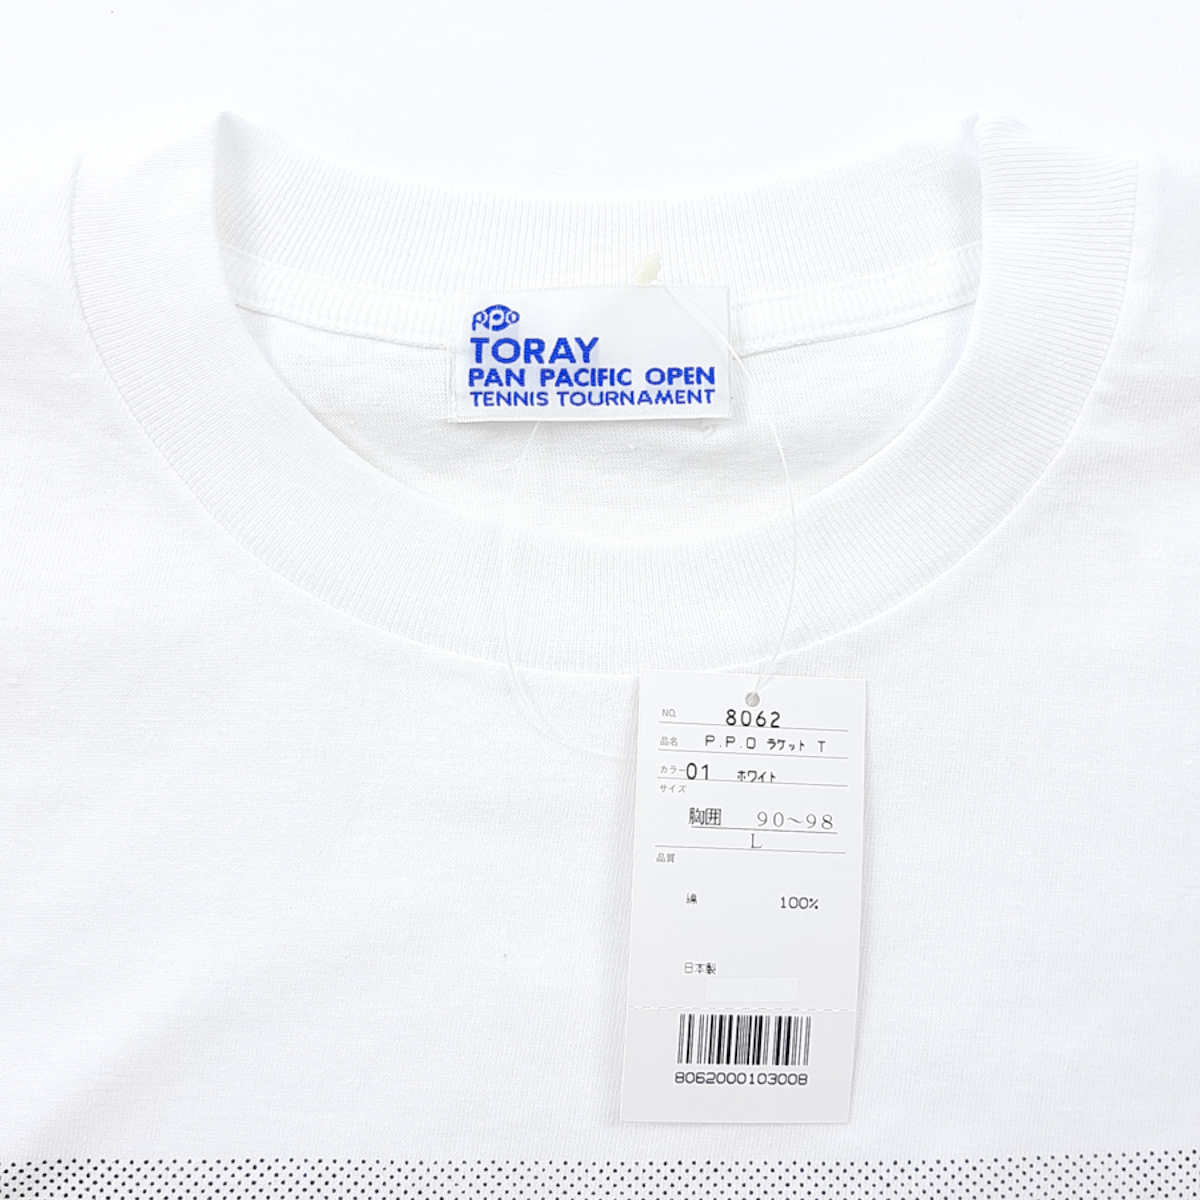 PPO
TORAY
PAN PACIFIC OPEN
TENNIS TOURNAMENT
NO. 8062
品名 P.P.O ラケット T
カラー 01 ホワイト
サイズ
胸囲 90~98
L
品質
綿 100%
日本製
8062000103008